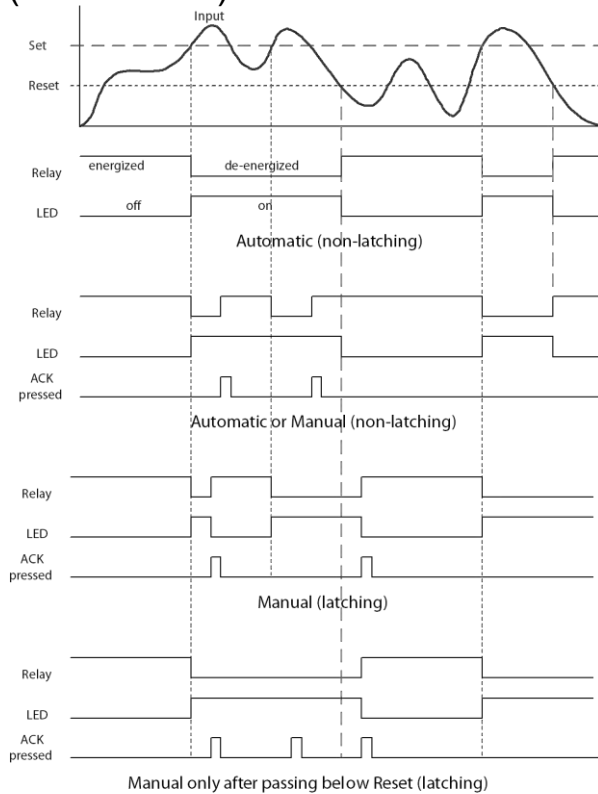 Input
Set
Reset
Relay energized de-energized
LED off on
Automatic (non-latching)
Relay
LED
ACK pressed
Automatic or Manual (non-latching)
Relay
LED
ACK pressed
Manual (latching)
Relay
LED
ACK pressed
Manual only after passing below Reset (latching)